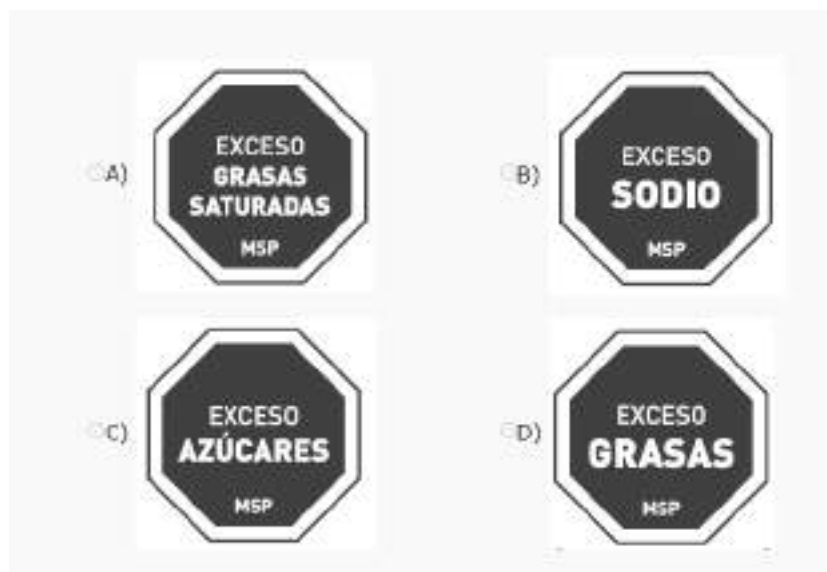 A)
EXCESO
GRASAS
SATURADAS
MSP
B)
EXCESO
SODIO
MSP
C)
EXCESO
AZÚCARES
MSP
D)
EXCESO
GRASAS
MSP